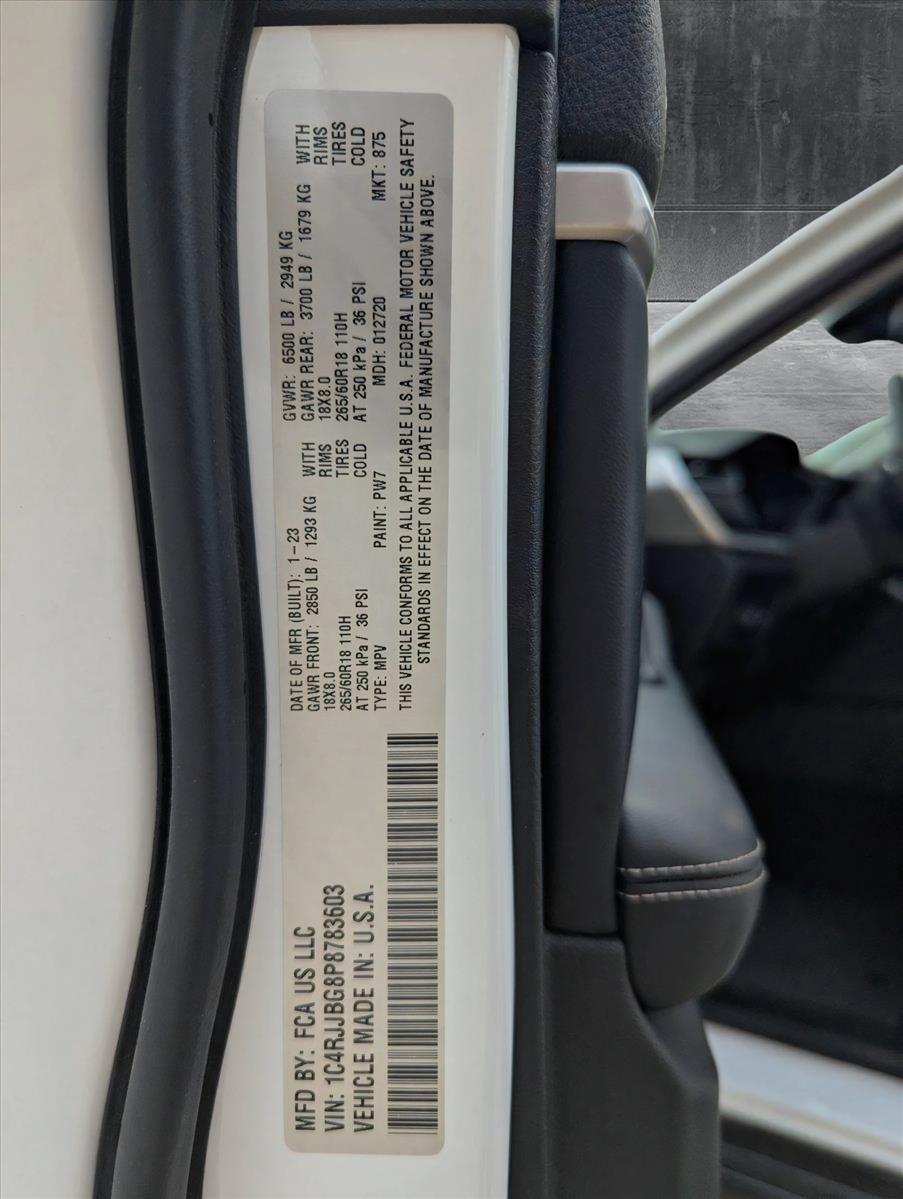 MFD BY: FCA US LLC
VIN: 1C4RJJBG8P8783603
VEHICLE MADE IN: U.S.A.
DATE OF MFR (BUILT): 1-23 GVWR: 6500 LB / 2949 KG
GAWR FRONT: 2850 LB / 1293 KG WITH GAWR REAR: 3700 LB / 1679 KG WITH
18X8.0 RIMS 18X8.0 RIMS
265/60R18 110H TIRES 265/60R18 110H TIRES
AT 250 kPa / 36 PSI COLD AT 250 kPa / 36 PSI COLD
TYPE: MPV PAINT: PW7 MDH: 012720 MKT: 875
THIS VEHICLE CONFORMS TO ALL APPLICABLE U.S.A. FEDERAL MOTOR VEHICLE SAFETY
STANDARDS IN EFFECT ON THE DATE OF MANUFACTURE SHOWN ABOVE.